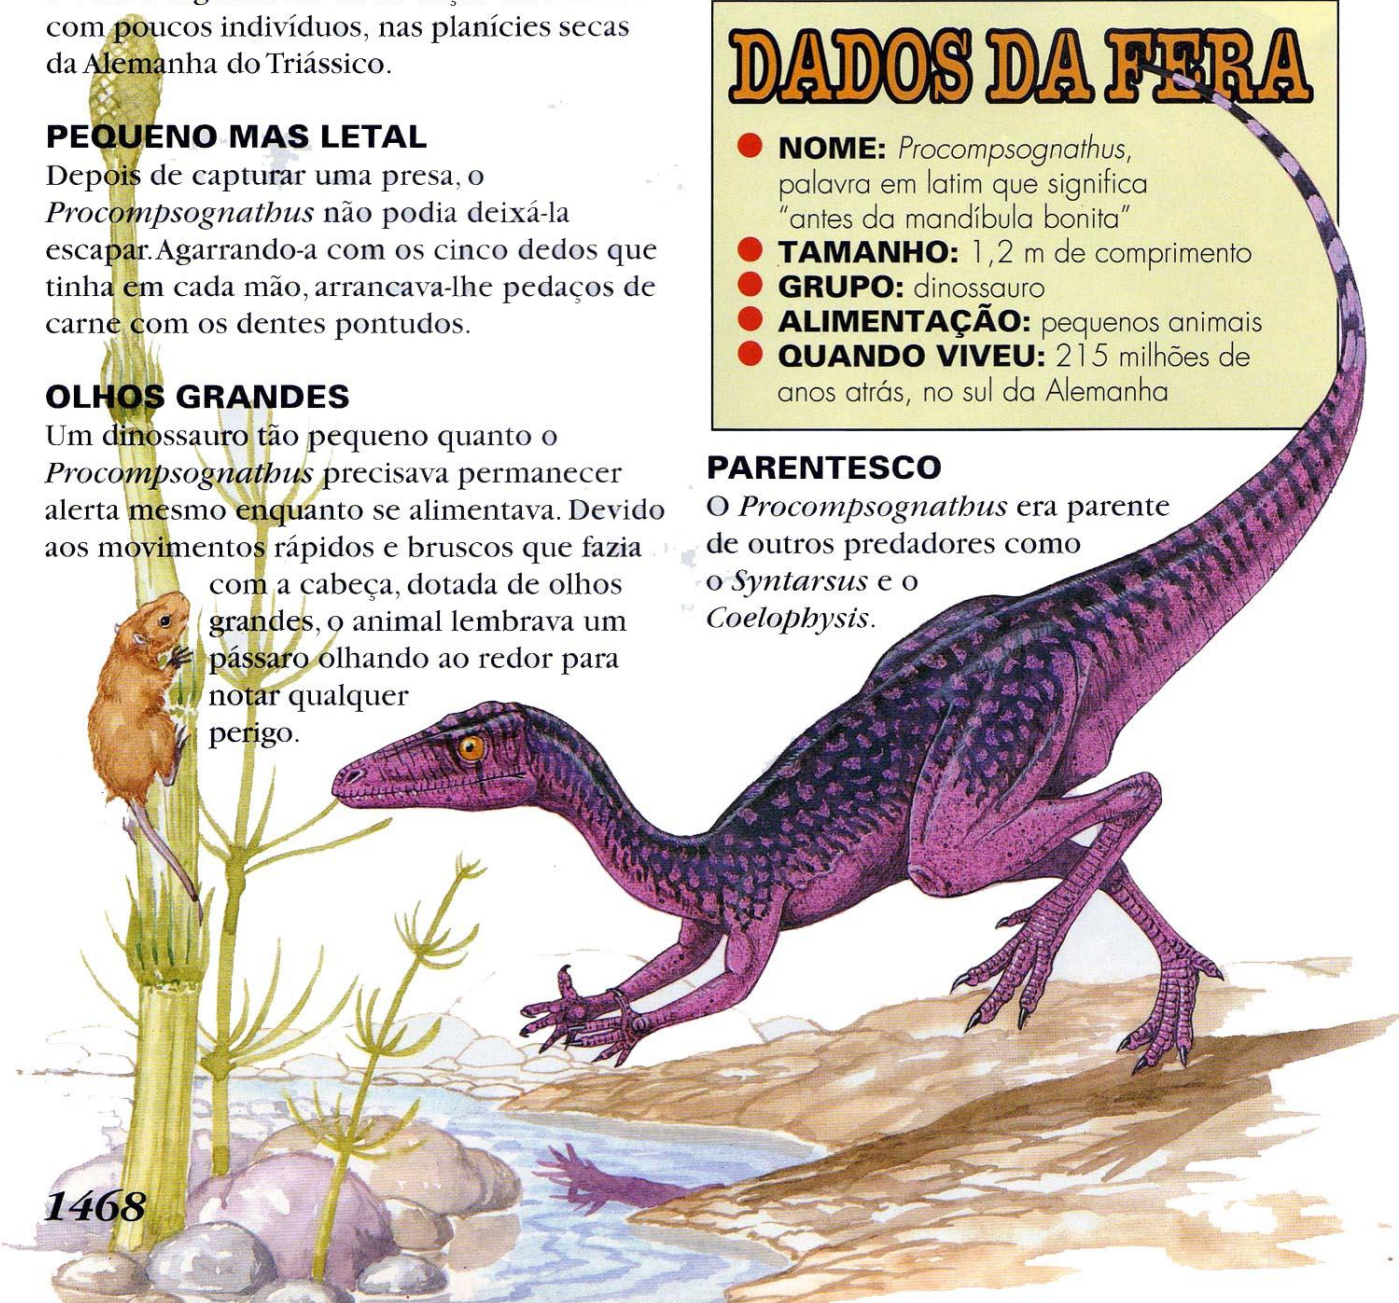 com poucos indivíduos, nas planícies secas
da Alemanha do Triássico.
PEQUENO MAS LETAL
Depois de capturar uma presa, o
Procompsognathus não podia deixá-la
escapar. Agarrando-a com os cinco dedos que
tinha em cada mão, arrancava-lhe pedaços de
carne com os dentes pontudos.
OLHOS GRANDES
Um dinossauro tão pequeno quanto o
Procompsognathus precisava permanecer
alerta mesmo enquanto se alimentava. Devido
aos movimentos rápidos e bruscos que fazia
com a cabeça, dotada de olhos
grandes, o animal lembrava um
pássaro olhando ao redor para
notar qualquer
perigo.
DADOS DA FERA
● NOME: Procompsognathus,
palavra em latim que significa
"antes da mandíbula bonita"
● TAMANHO: 1,2 m de comprimento
● GRUPO: dinossauro
● ALIMENTAÇÃO: pequenos animais
● QUANDO VIVEU: 215 milhões de
anos atrás, no sul da Alemanha
PARENTESCO
O Procompsognathus era parente
de outros predadores como
o Syntarsus e o
Coelophysis.
1468